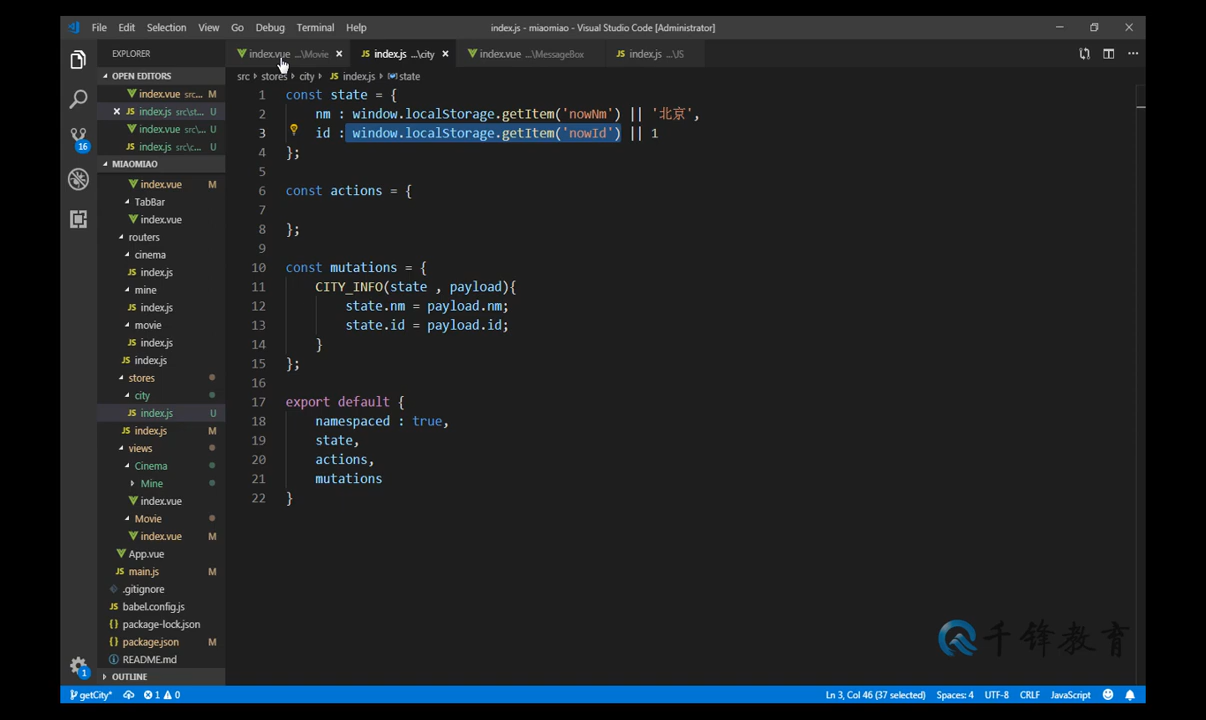 File Edit Selection View Go Debug Terminal Help
index.js - miaomiao - Visual Studio Code [Administrator]
EXPLORER
index.vue ...\Movie
index.js ...\city
index.vue ...\MessageBox
index.js ...\JS
OPEN EDITORS
index.vue src...
M
index.js src\st...
U
index.vue src\...
U
index.js src\c...
U
MIAOMIAO
index.vue
M
TabBar
index.vue
routers
cinema
index.js
mine
index.js
movie
index.js
index.js
stores
city
index.js
U
index.js
M
views
Cinema
Mine
index.vue
Movie
index.vue
M
App.vue
main.js
M
.gitignore
babel.config.js
package-lock.json
package.json
M
README.md
OUTLINE
16
1
src > stores > city > JS index.js > state
1 const state = {
2 nm : window.localStorage.getItem('nowNm') || '北京',
3 id : window.localStorage.getItem('nowId') || 1
4 };
5
6 const actions = {
7
8 };
9
10 const mutations = {
11 CITY_INFO(state , payload){
12 state.nm = payload.nm;
13 state.id = payload.id;
14 }
15 };
16
17 export default {
18 namespaced : true,
19 state,
20 actions,
21 mutations
22 }
千锋教育
getCity* 1 0
Ln 3, Col 46 (37 selected) Spaces: 4 UTF-8 CRLF JavaScript